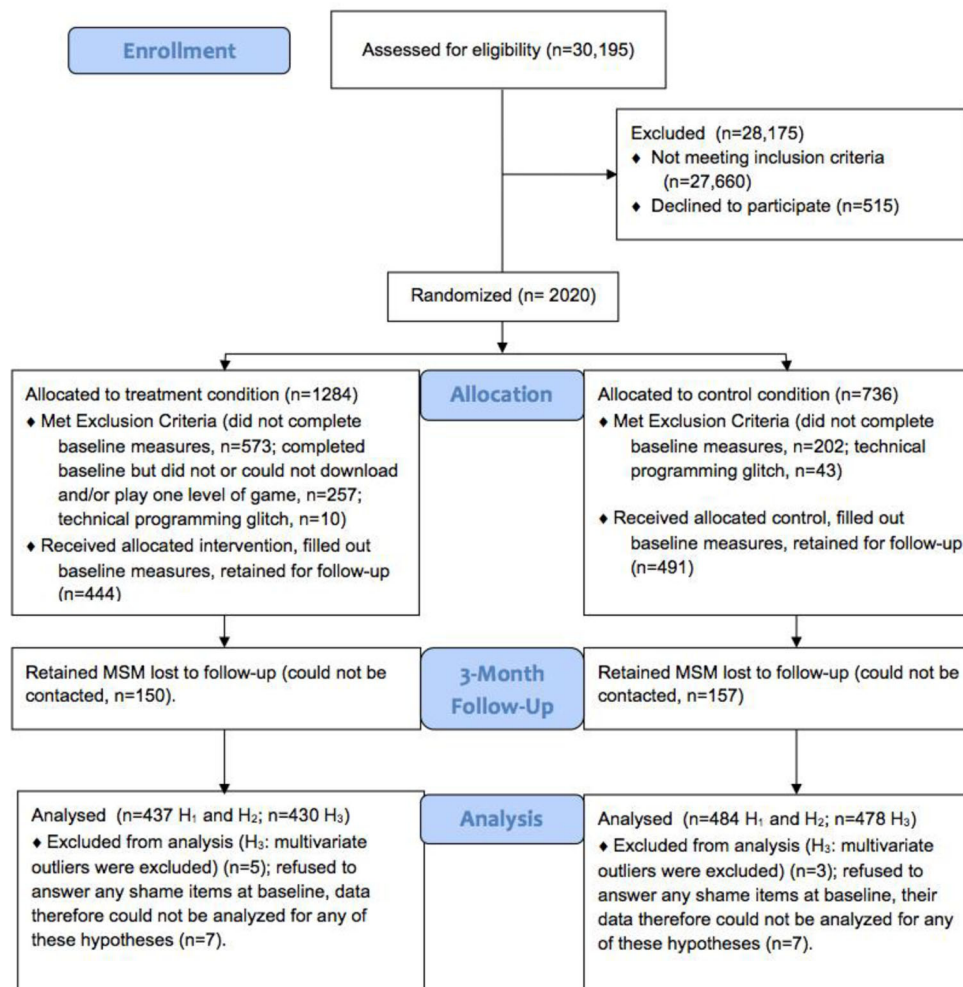 Enrollment
Assessed for eligibility (n=30,195)
Excluded (n=28,175)
♦ Not meeting inclusion criteria
(n=27,660)
♦ Declined to participate (n=515)
Randomized (n= 2020)
Allocation
Allocated to treatment condition (n=1284)
♦ Met Exclusion Criteria (did not complete
baseline measures, n=573; completed
baseline but did not or could not download
and/or play one level of game, n=257;
technical programming glitch, n=10)
♦ Received allocated intervention, filled out
baseline measures, retained for follow-up
(n=444)
Allocated to control condition (n=736)
♦ Met Exclusion Criteria (did not complete
baseline measures, n=202; technical
programming glitch, n=43)
♦ Received allocated control, filled out
baseline measures, retained for follow-up
(n=491)
3-Month
Follow-Up
Retained MSM lost to follow-up (could not be
contacted, n=150).
Retained MSM lost to follow-up (could not be
contacted, n=157)
Analysis
Analysed (n=437 H₁ and H₂; n=430 H₃)
♦ Excluded from analysis (H₃: multivariate
outliers were excluded) (n=5); refused to
answer any shame items at baseline, data
therefore could not be analyzed for any of
these hypotheses (n=7).
Analysed (n=484 H₁ and H₂; n=478 H₃)
♦ Excluded from analysis (H₃: multivariate
outliers were excluded) (n=3); refused to
answer any shame items at baseline, their
data therefore could not be analyzed for any
of these hypotheses (n=7).